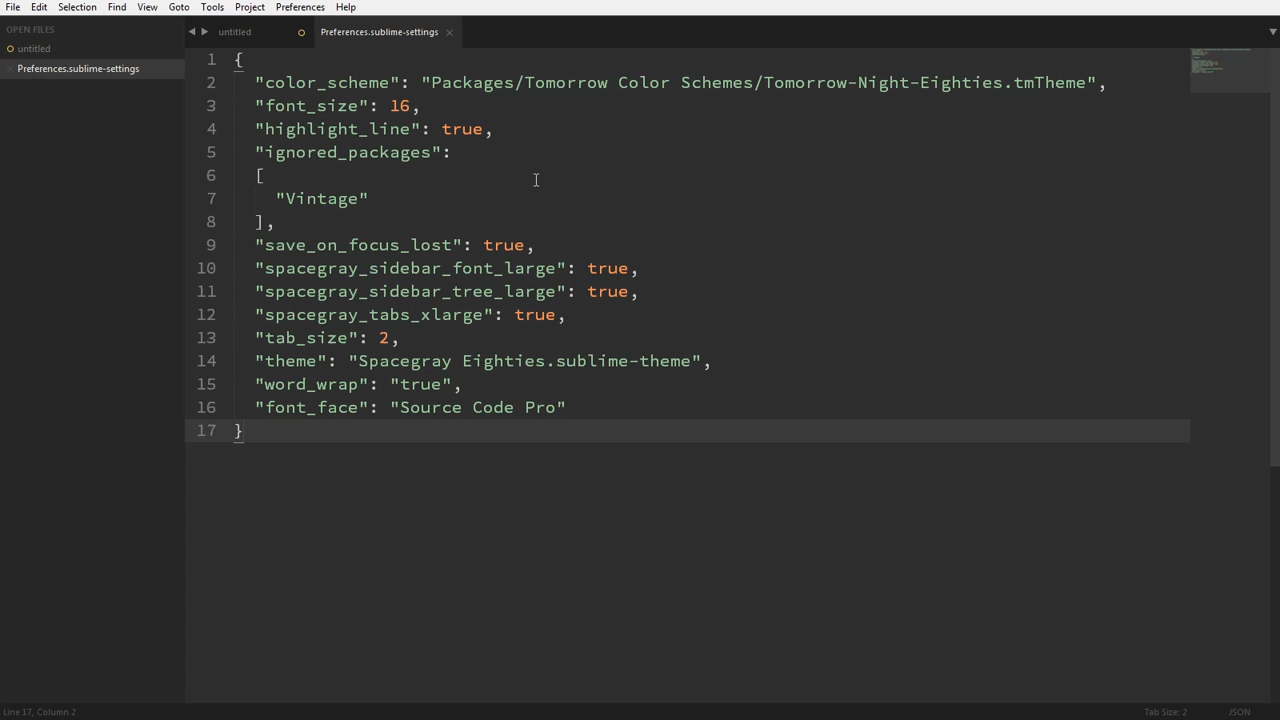 File Edit Selection Find View Goto Tools Project Preferences Help
OPEN FILES
untitled
Preferences.sublime-settings
untitled
Preferences.sublime-settings
1 {
2 "color_scheme": "Packages/Tomorrow Color Schemes/Tomorrow-Night-Eighties.tmTheme",
3 "font_size": 16,
4 "highlight_line": true,
5 "ignored_packages":
6 [
7 "Vintage"
8 ],
9 "save_on_focus_lost": true,
10 "spacegray_sidebar_font_large": true,
11 "spacegray_sidebar_tree_large": true,
12 "spacegray_tabs_xlarge": true,
13 "tab_size": 2,
14 "theme": "Spacegray Eighties.sublime-theme",
15 "word_wrap": "true",
16 "font_face": "Source Code Pro"
17 }
Line 17, Column 2
Tab Size: 2
JSON